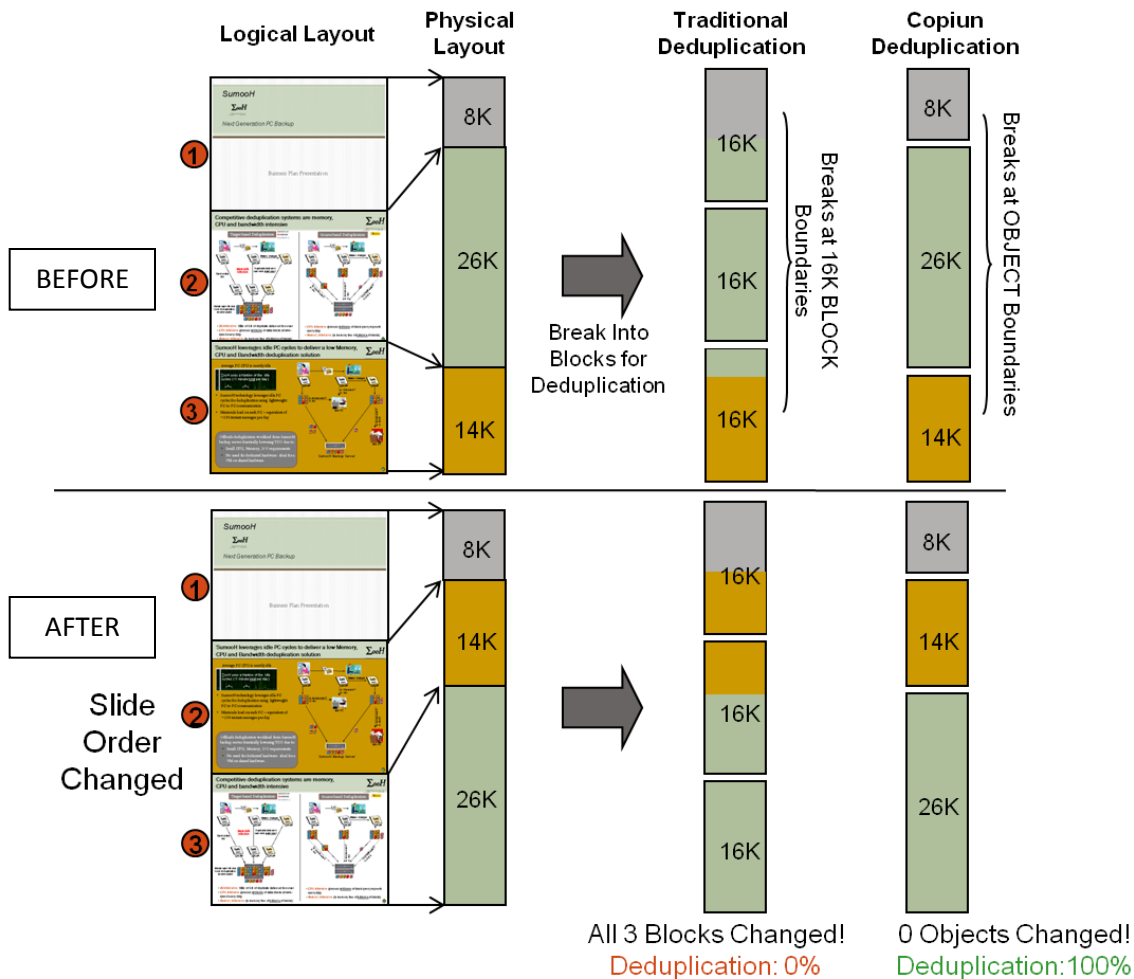 Logical Layout
Physical
Layout
Traditional
Deduplication
Copiun
Deduplication
BEFORE
1
SumooH
ΣooH
Next Generation PC Backup
Business Plan Presentation
2
Competitive deduplication systems are memory,
CPU and bandwidth intensive
ΣooH
3
SumooH leverages idle PC cycles to deliver a low Memory,
CPU and Bandwidth deduplication solution
8K
26K
14K
Break Into
Blocks for
Deduplication
16K
16K
16K
Breaks at 16K BLOCK
Boundaries
8K
26K
14K
Breaks at OBJECT Boundaries
AFTER
Slide
Order
Changed
1
SumooH
ΣooH
Next Generation PC Backup
Business Plan Presentation
2
SumooH leverages idle PC cycles to deliver a low Memory,
CPU and Bandwidth deduplication solution
ΣooH
3
Competitive deduplication systems are memory,
CPU and bandwidth intensive
ΣooH
8K
14K
26K
16K
16K
16K
8K
14K
26K
All 3 Blocks Changed!
Deduplication: 0%
0 Objects Changed!
Deduplication:100%